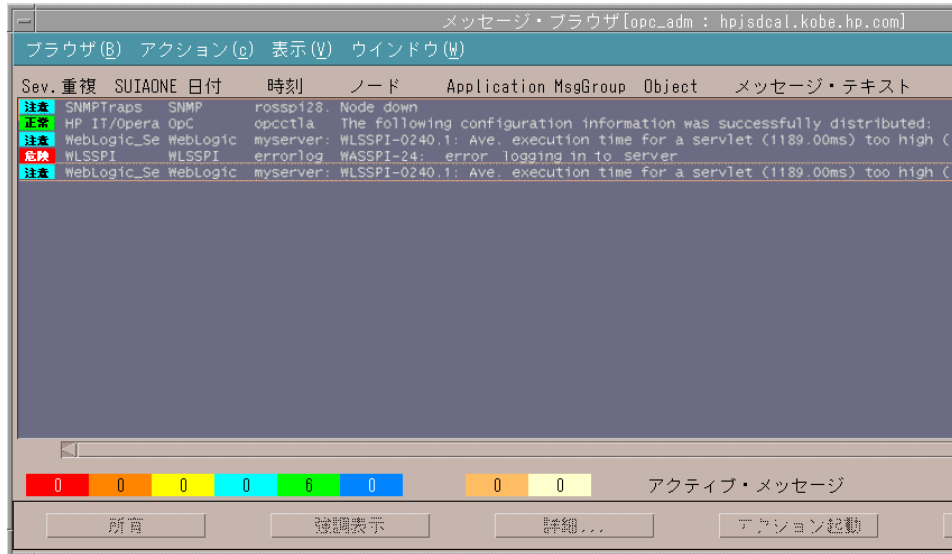 メッセージ・ブラウザ[opc_adm : hpjsdcal.kobe.hp.com]
ブラウザ(B) アクション(c) 表示(V) ウインドウ(W)
Sev. 重複 SUIAONE 日付 時刻 ノード Application MsgGroup Object メッセージ・テキスト
注意 SNMPTraps SNMP rosspi28. Node down
正常 HP IT/Opera OpC opcctla The following configuration information was successfully distributed:
注意 WebLogic_Se WebLogic myserver: WLSSPI-0240.1: Ave. execution time for a servlet (1189.00ms) too high (
危険 WLSSPI WLSSPI errorlog WASSPI-24: error logging in to server
注意 WebLogic_Se WebLogic myserver: WLSSPI-0240.1: Ave. execution time for a servlet (1189.00ms) too high (
0 0 0 0 6 0 0 0 アクティブ・メッセージ
所有 強調表示 詳細... アクション起動